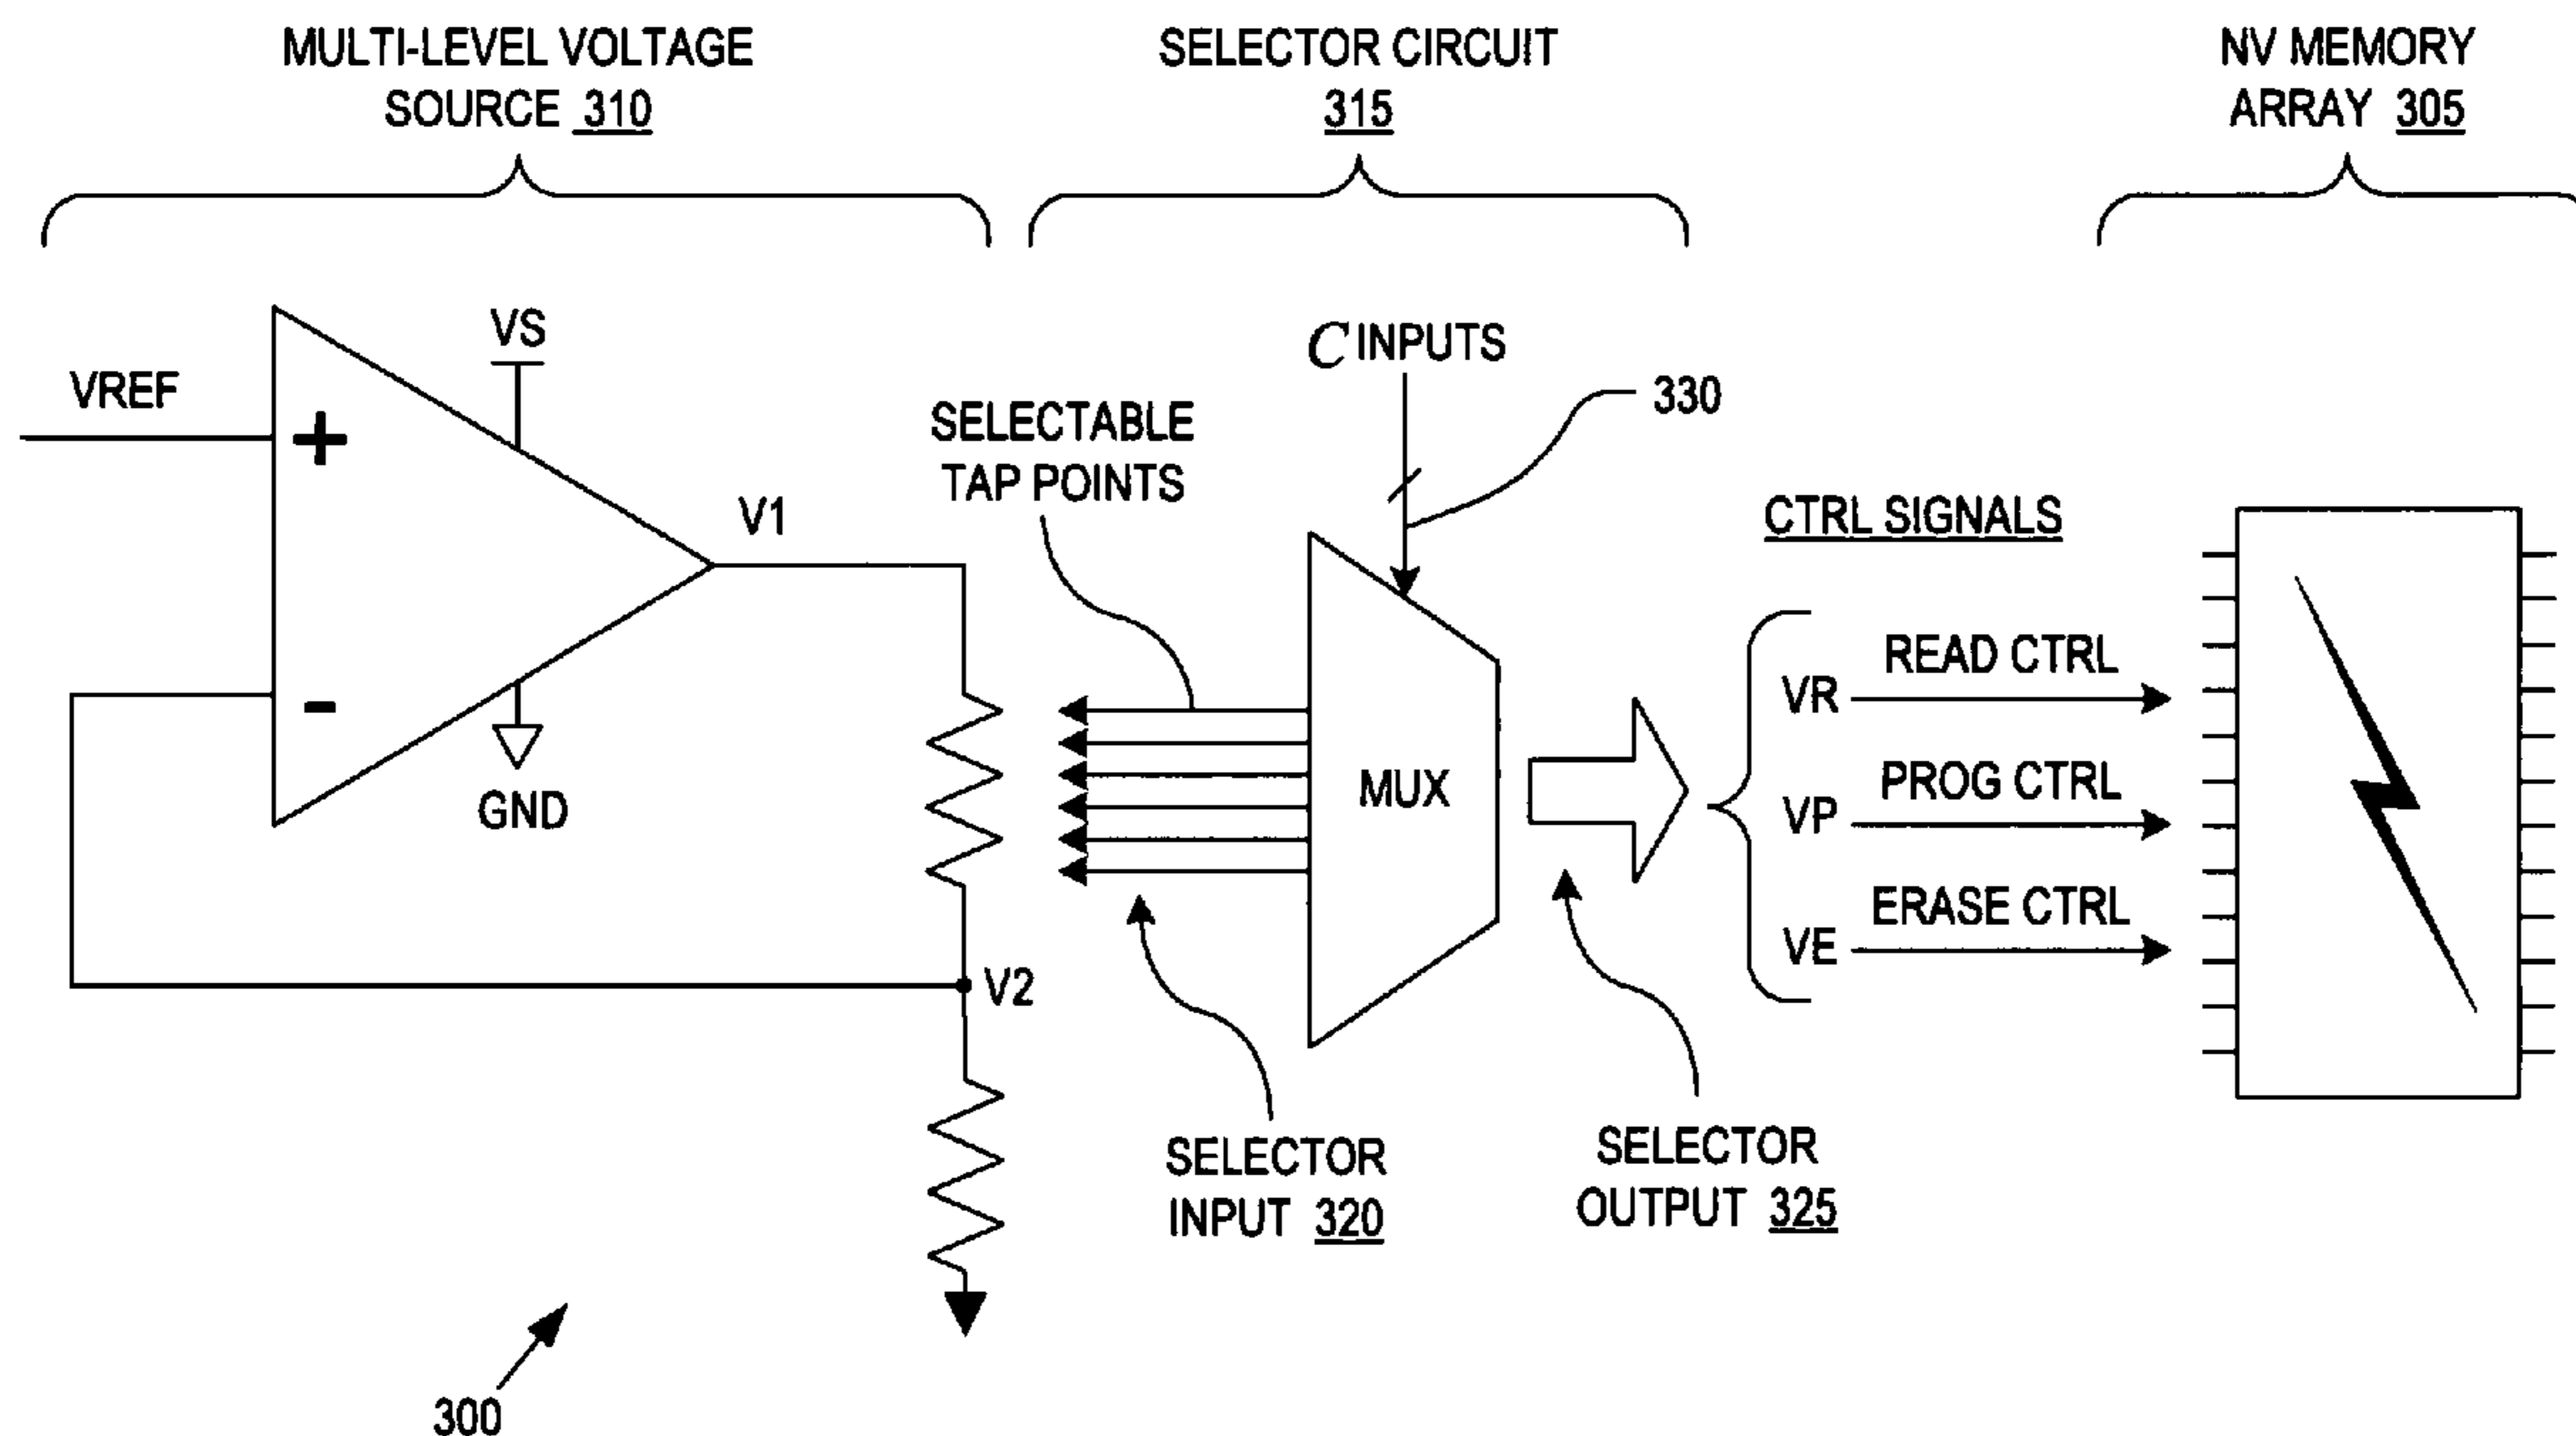 MULTI-LEVEL VOLTAGE
SOURCE 310
SELECTOR CIRCUIT
315
NV MEMORY
ARRAY 305
VREF
+
VS
V1
-
GND
V2
SELECTABLE
TAP POINTS
C INPUTS
330
MUX
CTRL SIGNALS
VR READ CTRL
VP PROG CTRL
VE ERASE CTRL
SELECTOR
INPUT 320
SELECTOR
OUTPUT 325
300